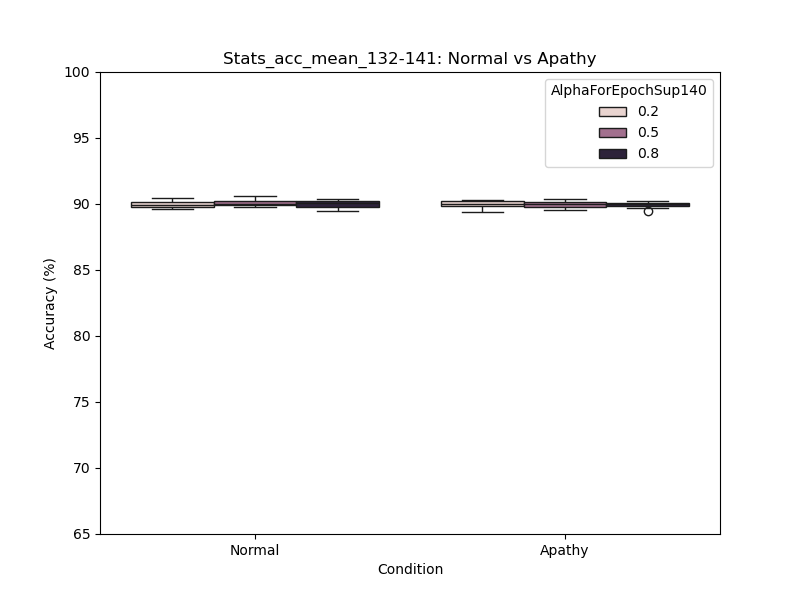 Stats_acc_mean_132-141: Normal vs Apathy
100
95
90
85
80
75
70
65
Accuracy (%)
AlphaForEpochSup140
0.2
0.5
0.8
Normal
Apathy
Condition